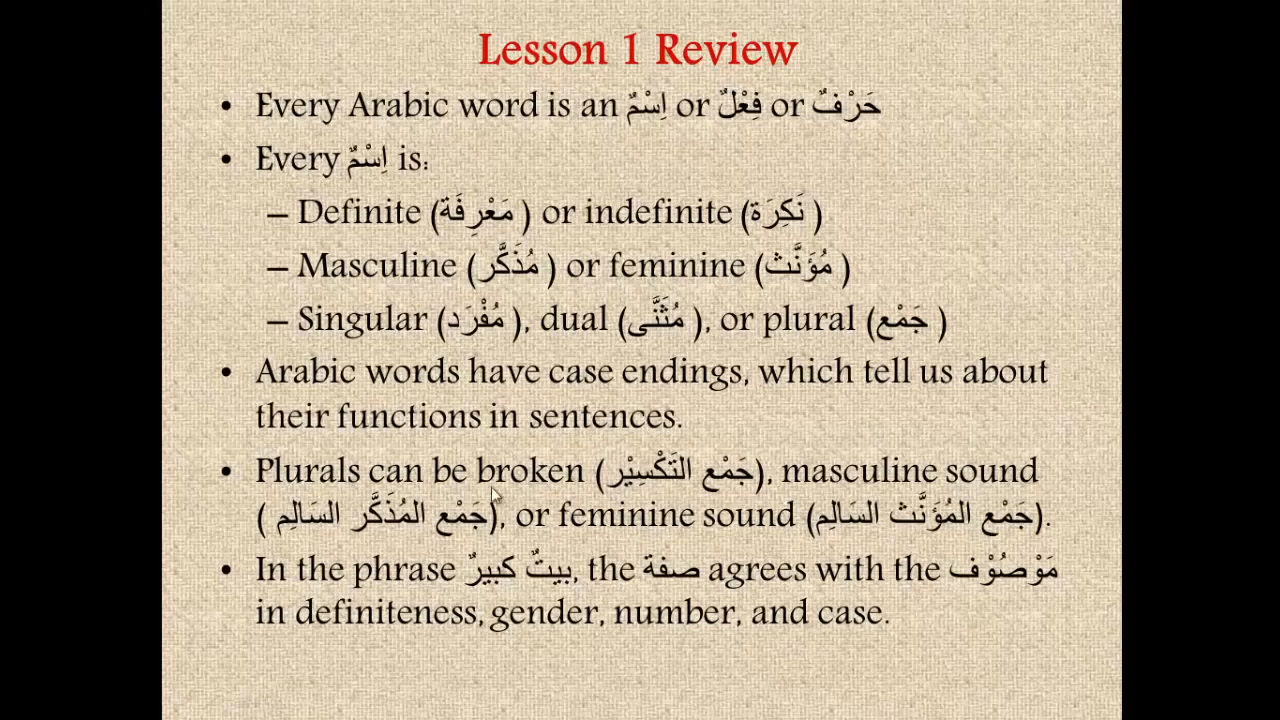 Lesson 1 Review
• Every Arabic word is an اِسْمٌ or فِعْلٌ or حَرْفٌ
• Every اِسْمٌ is:
– Definite (مَعْرِفَة ) or indefinite (نَكِرَة )
– Masculine (مُذَكَّر ) or feminine (مُؤَنَّث )
– Singular (مُفْرَد ), dual (مُثَنَّى ), or plural (جَمْع )
• Arabic words have case endings, which tell us about
their functions in sentences.
• Plurals can be broken (جَمْع التَكْسِيْر), masculine sound
(جَمْع المُذَكَّر السَالِم ), or feminine sound (جَمْع المُؤَنَّث السَالِم).
• In the phrase بيتٌ كبيرٌ, the صفة agrees with the مَوْصُوْف
in definiteness, gender, number, and case.